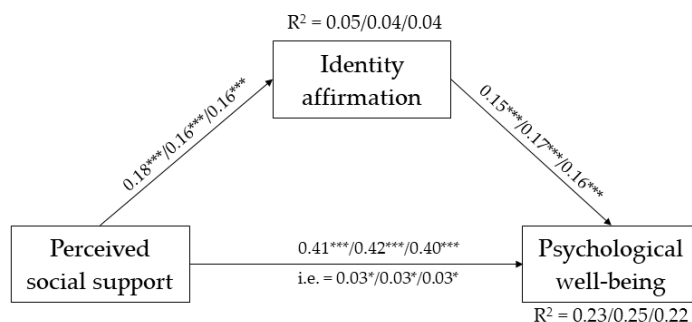 R² = 0.05/0.04/0.04
Identity
affirmation
0.18***/0.16***/0.16***
0.15***/0.17***/0.16***
Perceived
social support
0.41***/0.42***/0.40***
i.e. = 0.03*/0.03*/0.03*
Psychological
well-being
R² = 0.23/0.25/0.22